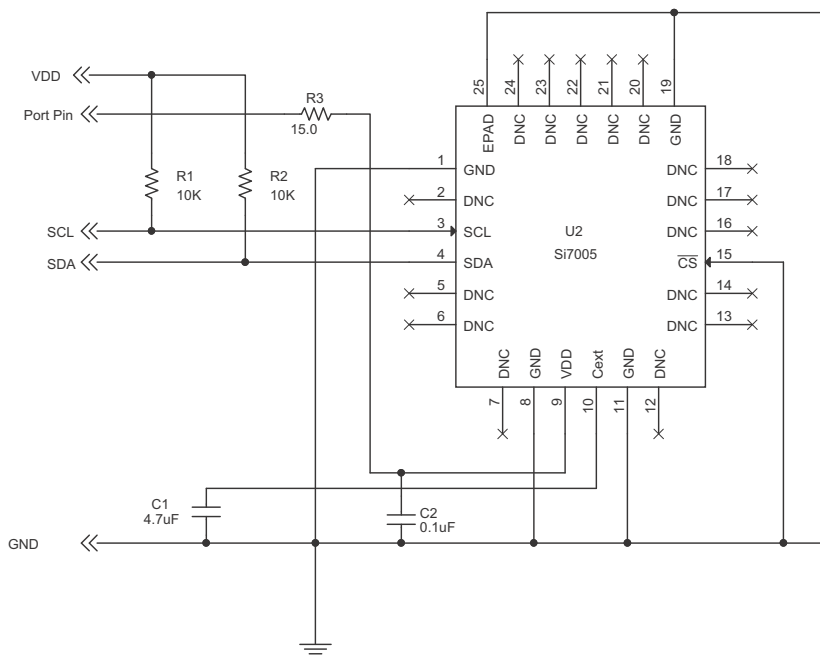 VDD
Port Pin
R3
15.0
R1
10K
R2
10K
SCL
SDA
GND
C1
4.7uF
C2
0.1uF
U2
Si7005
25
24
23
22
21
20
19
EPAD
DNC
DNC
DNC
DNC
DNC
GND
1
GND
2
DNC
3
SCL
4
SDA
5
DNC
6
DNC
DNC
18
DNC
17
DNC
16
CS
15
DNC
14
DNC
13
DNC
GND
VDD
Cext
GND
DNC
7
8
9
10
11
12